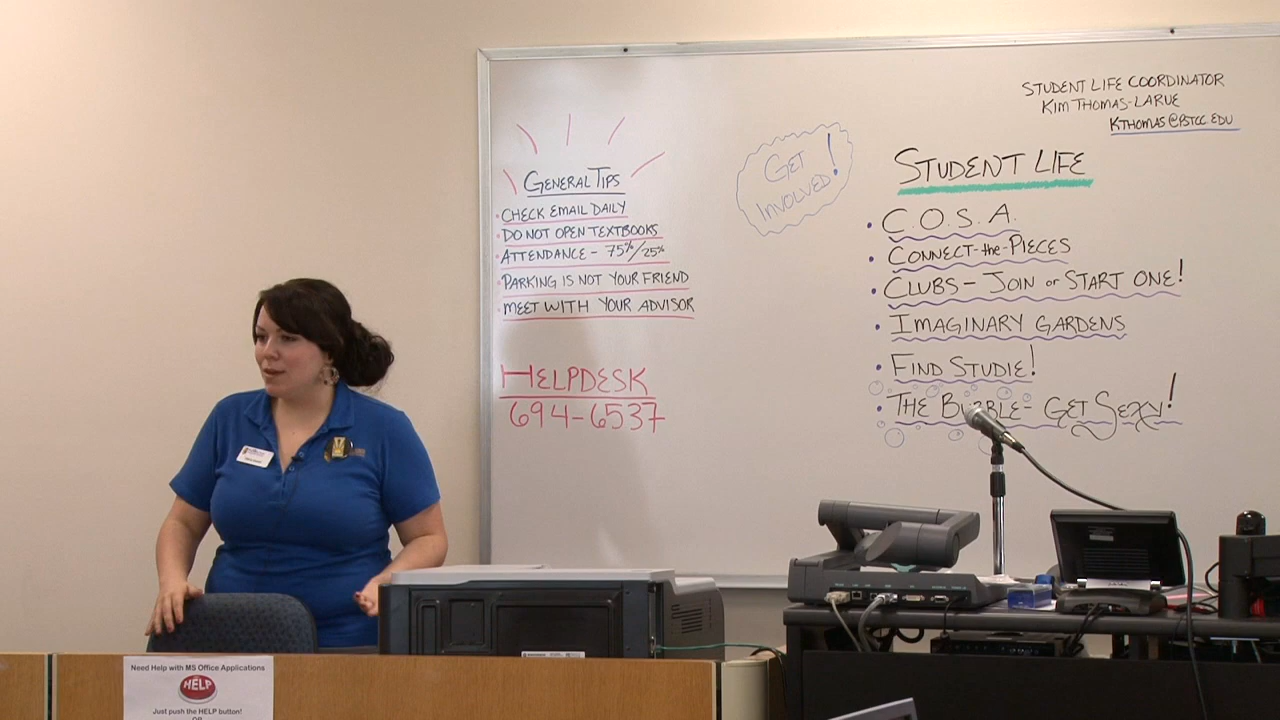 GENERAL TIPS
• CHECK EMAIL DAILY
• DO NOT OPEN TEXTBOOKS
• ATTENDANCE - 75%/25%
• PARKING IS NOT YOUR FRIEND
• MEET WITH YOUR ADVISOR
HELPDESK
694-6537
GET
INVOLVED!
STUDENT LIFE COORDINATOR
KIM THOMAS-LARUE
KTHOMAS@PSTCC.EDU
STUDENT LIFE
• C.O.S.A.
• CONNECT-the-PIECES
• CLUBS - JOIN or START ONE!
• IMAGINARY GARDENS
• FIND STUDIE!
• THE BUBBLE - GET SEXY!
Need Help with MS Office Applications
HELP
Just push the HELP button!
OR